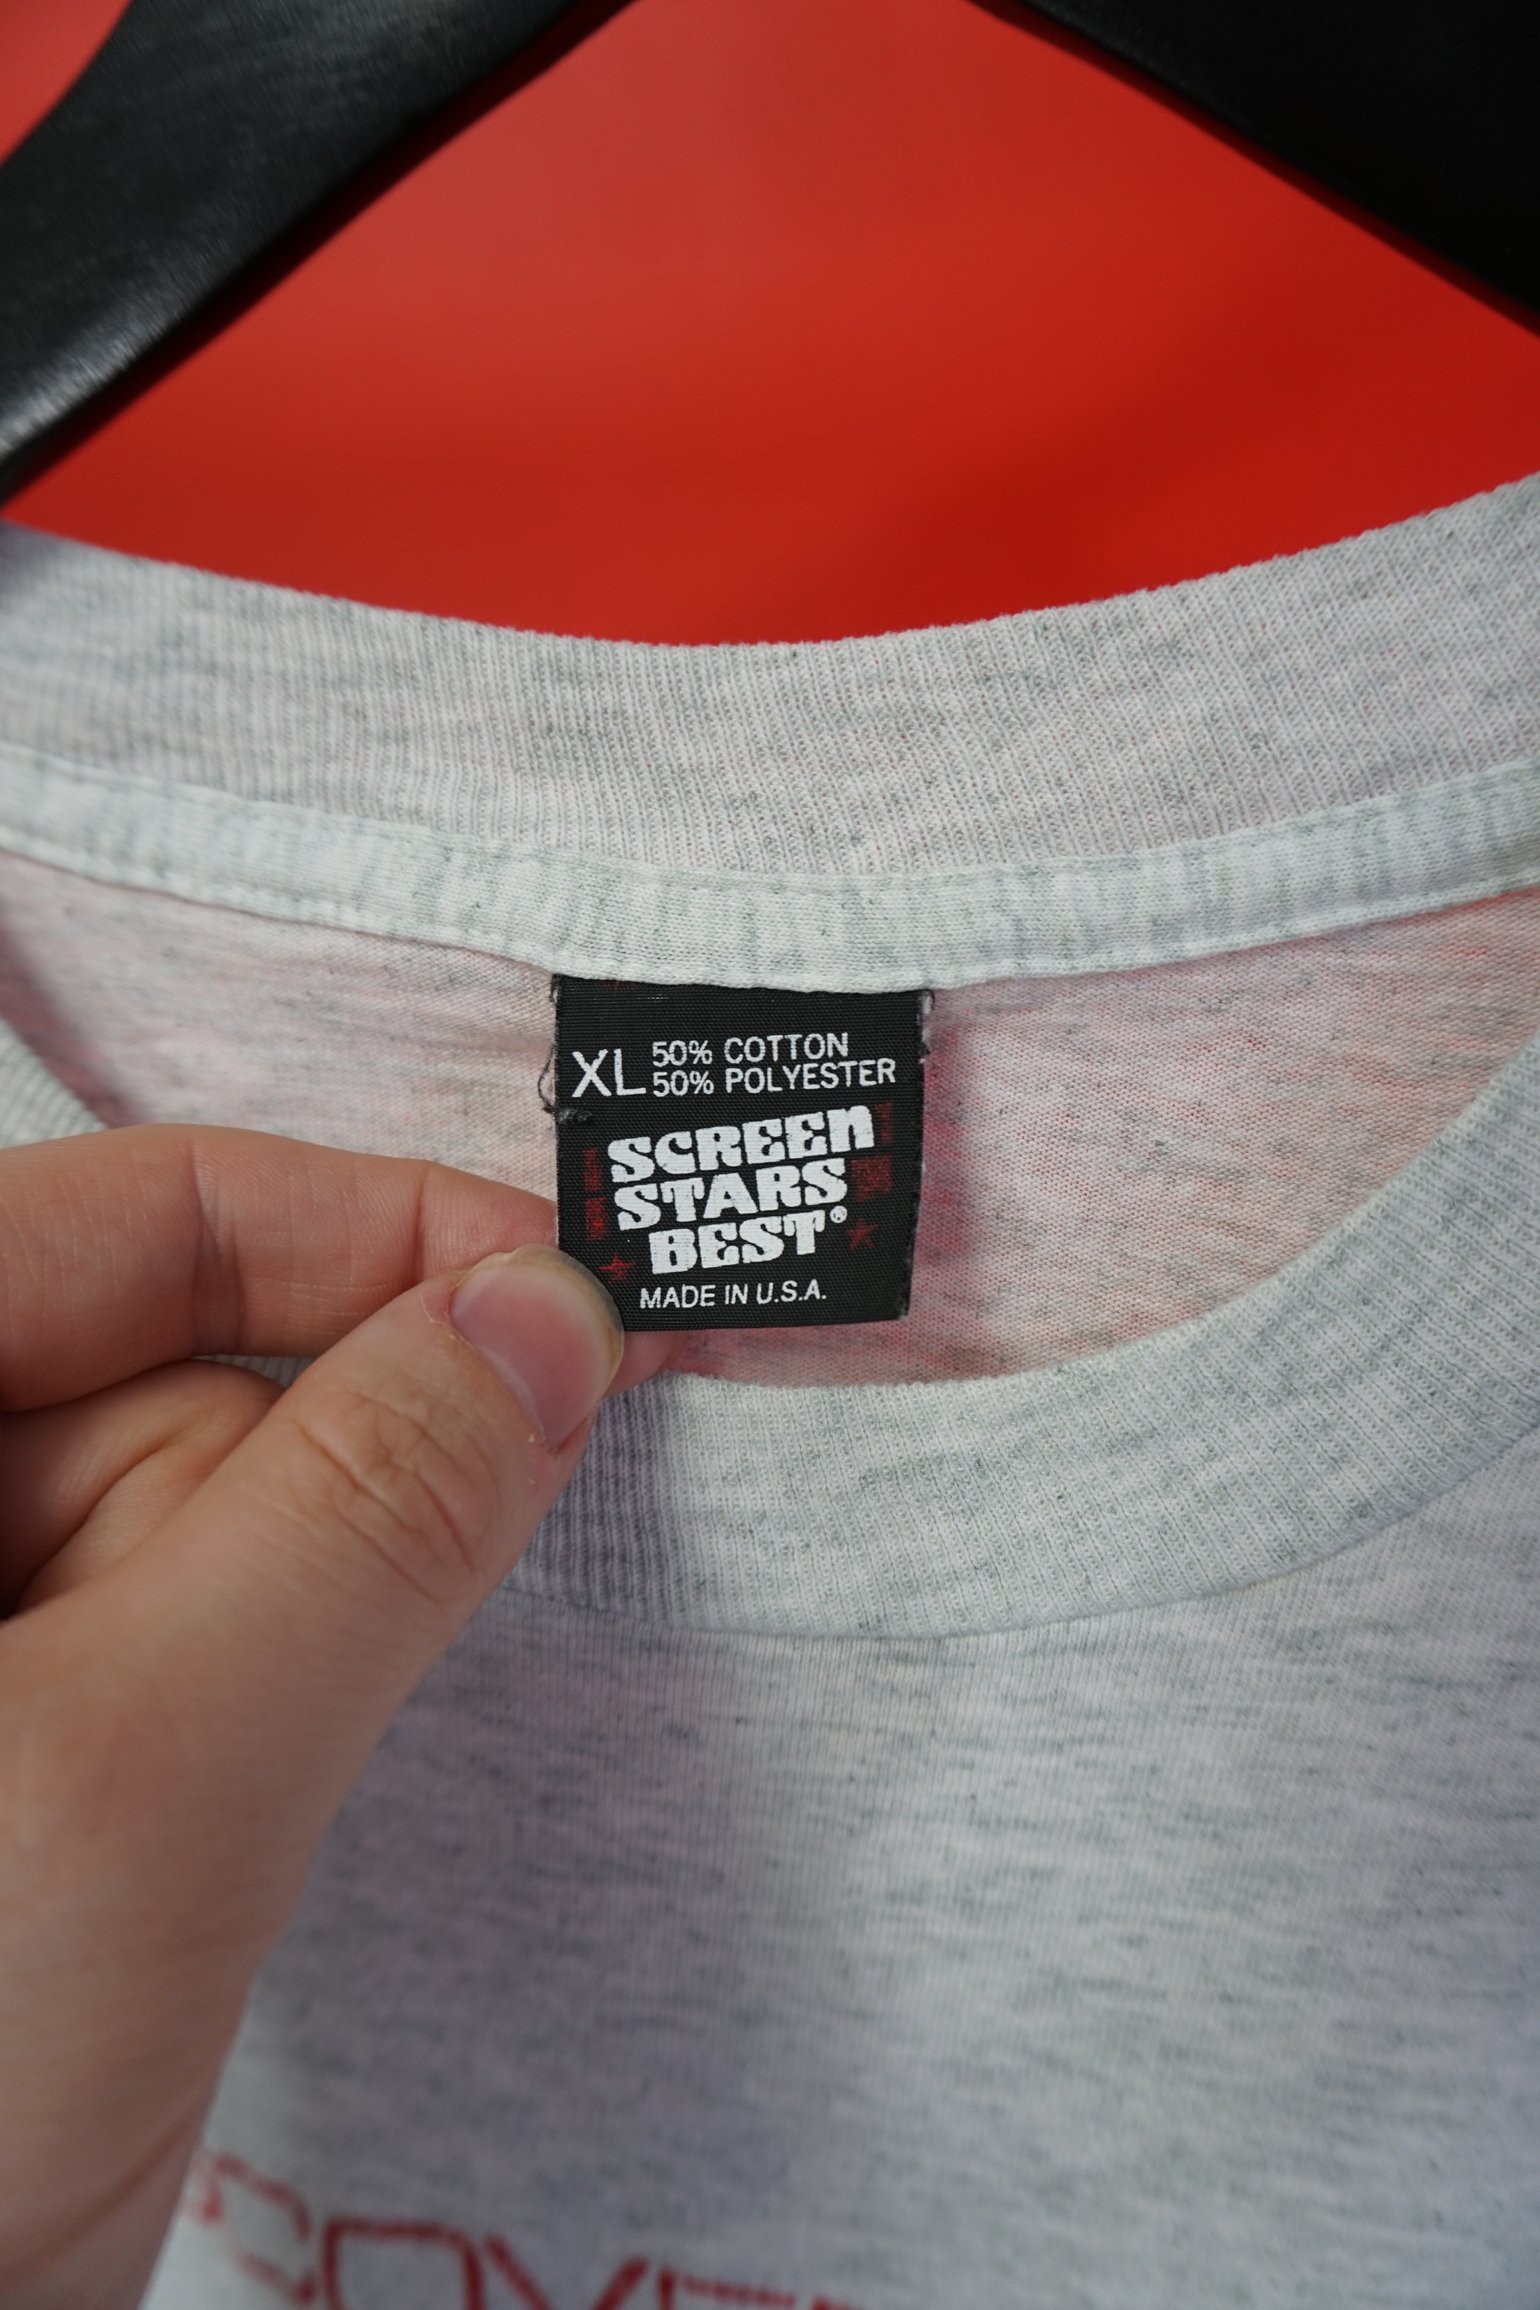 XL 50% COTTON
50% POLYESTER
SCREEN
STARS
BEST®
MADE IN U.S.A.